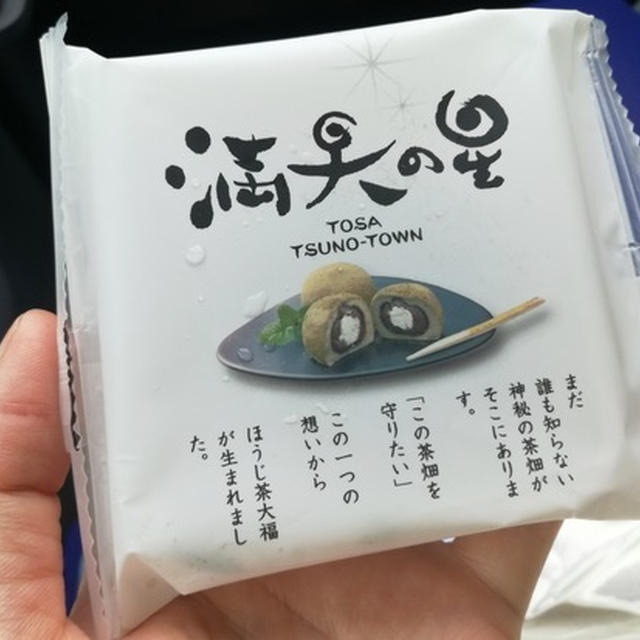 満天の星
TOSA
TSUNO-TOWN
まだ
誰も知らない
神秘の茶畑が
そこにありま
す。
「この茶畑を
守りたい」
この一つの
想いから
ほうじ茶大福
が生まれまし
た。